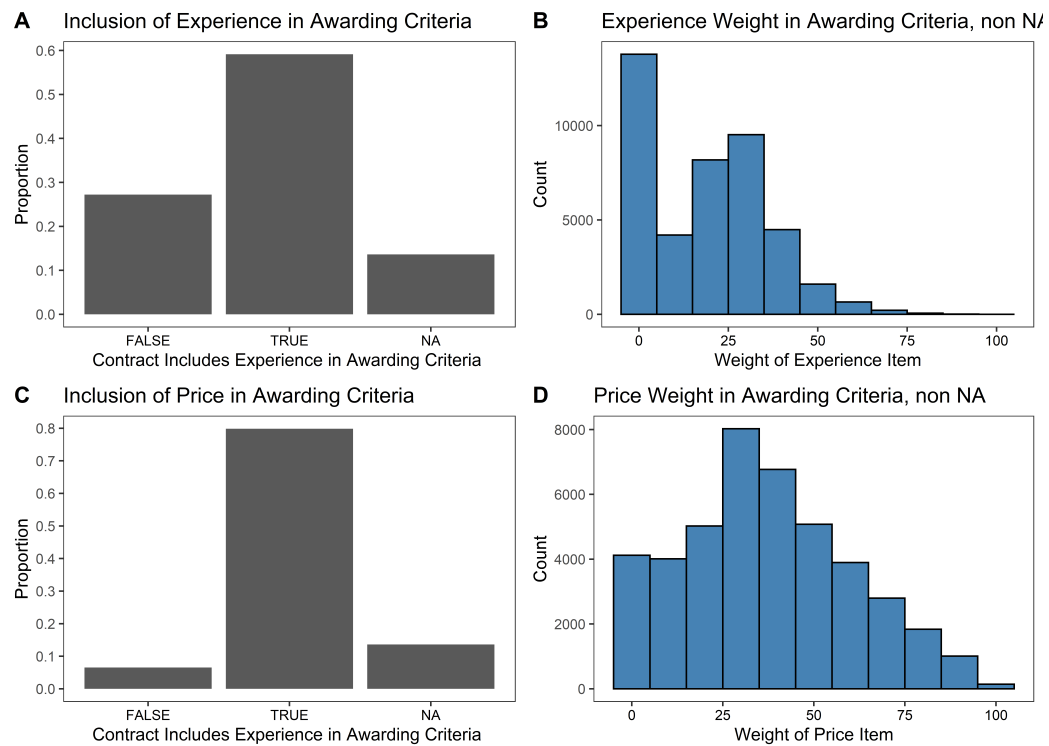 A Inclusion of Experience in Awarding Criteria
0.6
0.5
0.4
0.3
0.2
0.1
0.0
Proportion
FALSE TRUE NA
Contract Includes Experience in Awarding Criteria
B Experience Weight in Awarding Criteria, non NA
10000
5000
0
Count
0 25 50 75 100
Weight of Experience Item
C Inclusion of Price in Awarding Criteria
0.8
0.7
0.6
0.5
0.4
0.3
0.2
0.1
0.0
Proportion
FALSE TRUE NA
Contract Includes Experience in Awarding Criteria
D Price Weight in Awarding Criteria, non NA
8000
6000
4000
2000
0
Count
0 25 50 75 100
Weight of Price Item